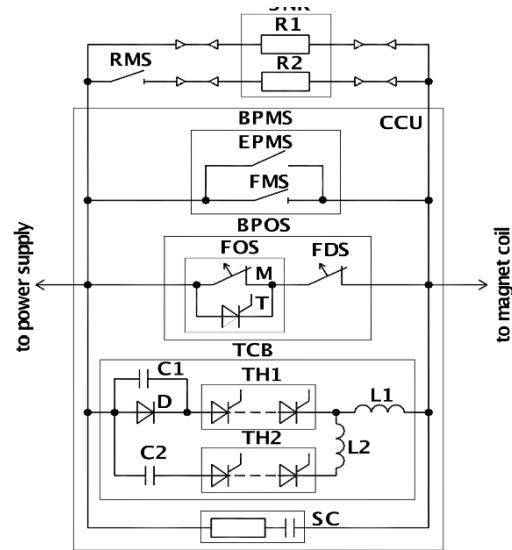 R1
RMS
R2
BPMS
CCU
EPMS
FMS
BPOS
FOS
FDS
M
T
to power supply
to magnet coil
TCB
C1
TH1
D
L1
TH2
C2
L2
SC